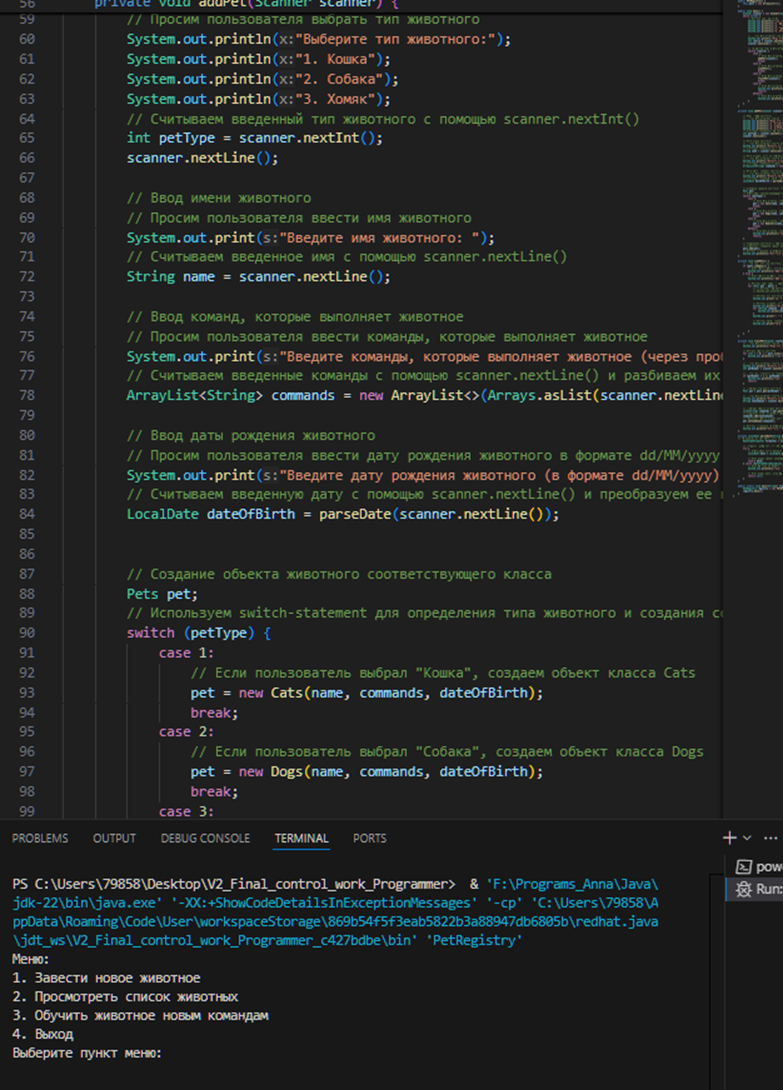 56 private void addPet(Scanner scanner) {
59 // Просим пользователя выбрать тип животного
60 System.out.println(x:"Выберите тип животного:");
61 System.out.println(x:"1. Кошка");
62 System.out.println(x:"2. Собака");
63 System.out.println(x:"3. Хомяк");
64 // Считываем введенный тип животного с помощью scanner.nextInt()
65 int petType = scanner.nextInt();
66 scanner.nextLine();
67
68 // Ввод имени животного
69 // Просим пользователя ввести имя животного
70 System.out.print(s:"Введите имя животного: ");
71 // Считываем введенное имя с помощью scanner.nextLine()
72 String name = scanner.nextLine();
73
74 // Ввод команд, которые выполняет животное
75 // Просим пользователя ввести команды, которые выполняет животное
76 System.out.print(s:"Введите команды, которые выполняет животное (через про
77 // Считываем введенные команды с помощью scanner.nextLine() и разбиваем их
78 ArrayList<String> commands = new ArrayList<>(Arrays.asList(scanner.nextLine
79
80 // Ввод даты рождения животного
81 // Просим пользователя ввести дату рождения животного в формате dd/MM/yyyy
82 System.out.print(s:"Введите дату рождения животного (в формате dd/MM/yyyy)
83 // Считываем введенную дату с помощью scanner.nextLine() и преобразуем ее
84 LocalDate dateOfBirth = parseDate(scanner.nextLine());
85
86
87 // Создание объекта животного соответствующего класса
88 Pets pet;
89 // Используем switch-statement для определения типа животного и создания со
90 switch (petType) {
91 case 1:
92 // Если пользователь выбрал "Кошка", создаем объект класса Cats
93 pet = new Cats(name, commands, dateOfBirth);
94 break;
95 case 2:
96 // Если пользователь выбрал "Собака", создаем объект класса Dogs
97 pet = new Dogs(name, commands, dateOfBirth);
98 break;
99 case 3:
PROBLEMS OUTPUT DEBUG CONSOLE TERMINAL PORTS
PS C:\Users\79858\Desktop\V2_Final_control_work_Programmer> & 'F:\Programs_Anna\Java\
jdk-22\bin\java.exe' '-XX:+ShowCodeDetailsInExceptionMessages' '-cp' 'C:\Users\79858\A
ppData\Roaming\Code\User\workspaceStorage\869b54f5f3eab5822b3a88947db6805b\redhat.java
\jdt_ws\V2_Final_control_work_Programmer_c427bdbe\bin' 'PetRegistry'
Меню:
1. Завести новое животное
2. Просмотреть список животных
3. Обучить животное новым командам
4. Выход
Выберите пункт меню:
pow
Run: